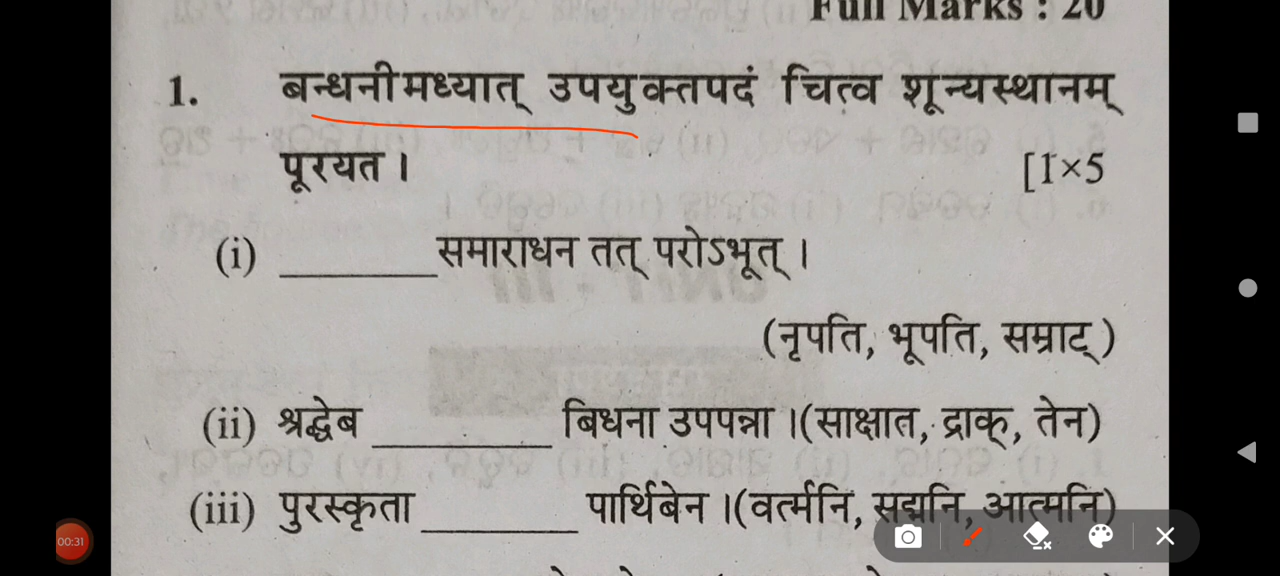 Full Marks : 20
1. बन्धनीमध्यात् उपयुक्तपदं चित्व शून्यस्थानम्
पूरयत । [1×5
(i) ________ समाराधन तत् परोऽभूत् ।
(नृपति, भूपति, सम्राट्)
(ii) श्रद्धेब ________ बिधना उपपन्ना ।(साक्षात, द्राक्, तेन)
(iii) पुरस्कृता ________ पार्थिबेन ।(वर्त्मनि, सद्मनि, आत्मनि)
00:31